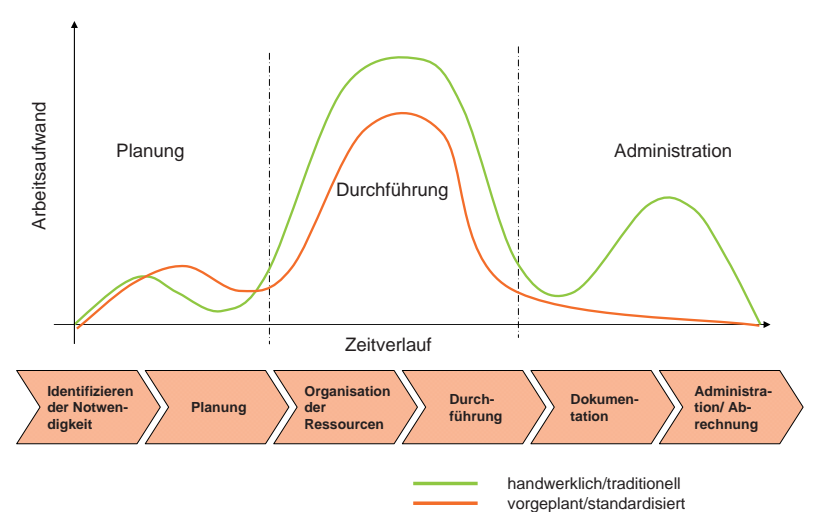 Arbeitsaufwand
Planung
Durchführung
Administration
Zeitverlauf
Identifizieren
der Notwen-
digkeit
Planung
Organisation
der
Ressourcen
Durch-
führung
Dokumen-
tation
Administra-
tion/ Ab-
rechnung
handwerklich/traditionell
vorgeplant/standardisiert